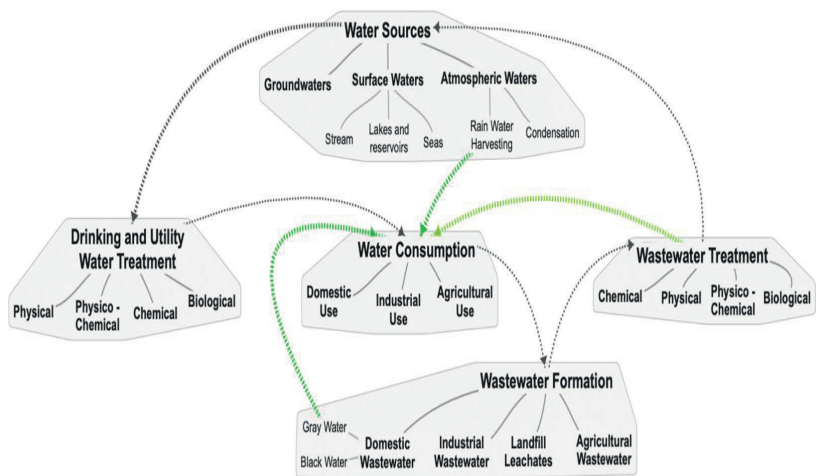 Water Sources
Groundwaters
Surface Waters
Atmospheric Waters
Stream
Lakes and
reservoirs
Seas
Rain Water
Harvesting
Condensation
Drinking and Utility
Water Treatment
Physical
Physico -
Chemical
Chemical
Biological
Water Consumption
Domestic
Use
Industrial
Use
Agricultural
Use
Wastewater Treatment
Chemical
Physical
Physico -
Chemical
Biological
Wastewater Formation
Gray Water
Black Water
Domestic
Wastewater
Industrial
Wastewater
Landfill
Leachates
Agricultural
Wastewater